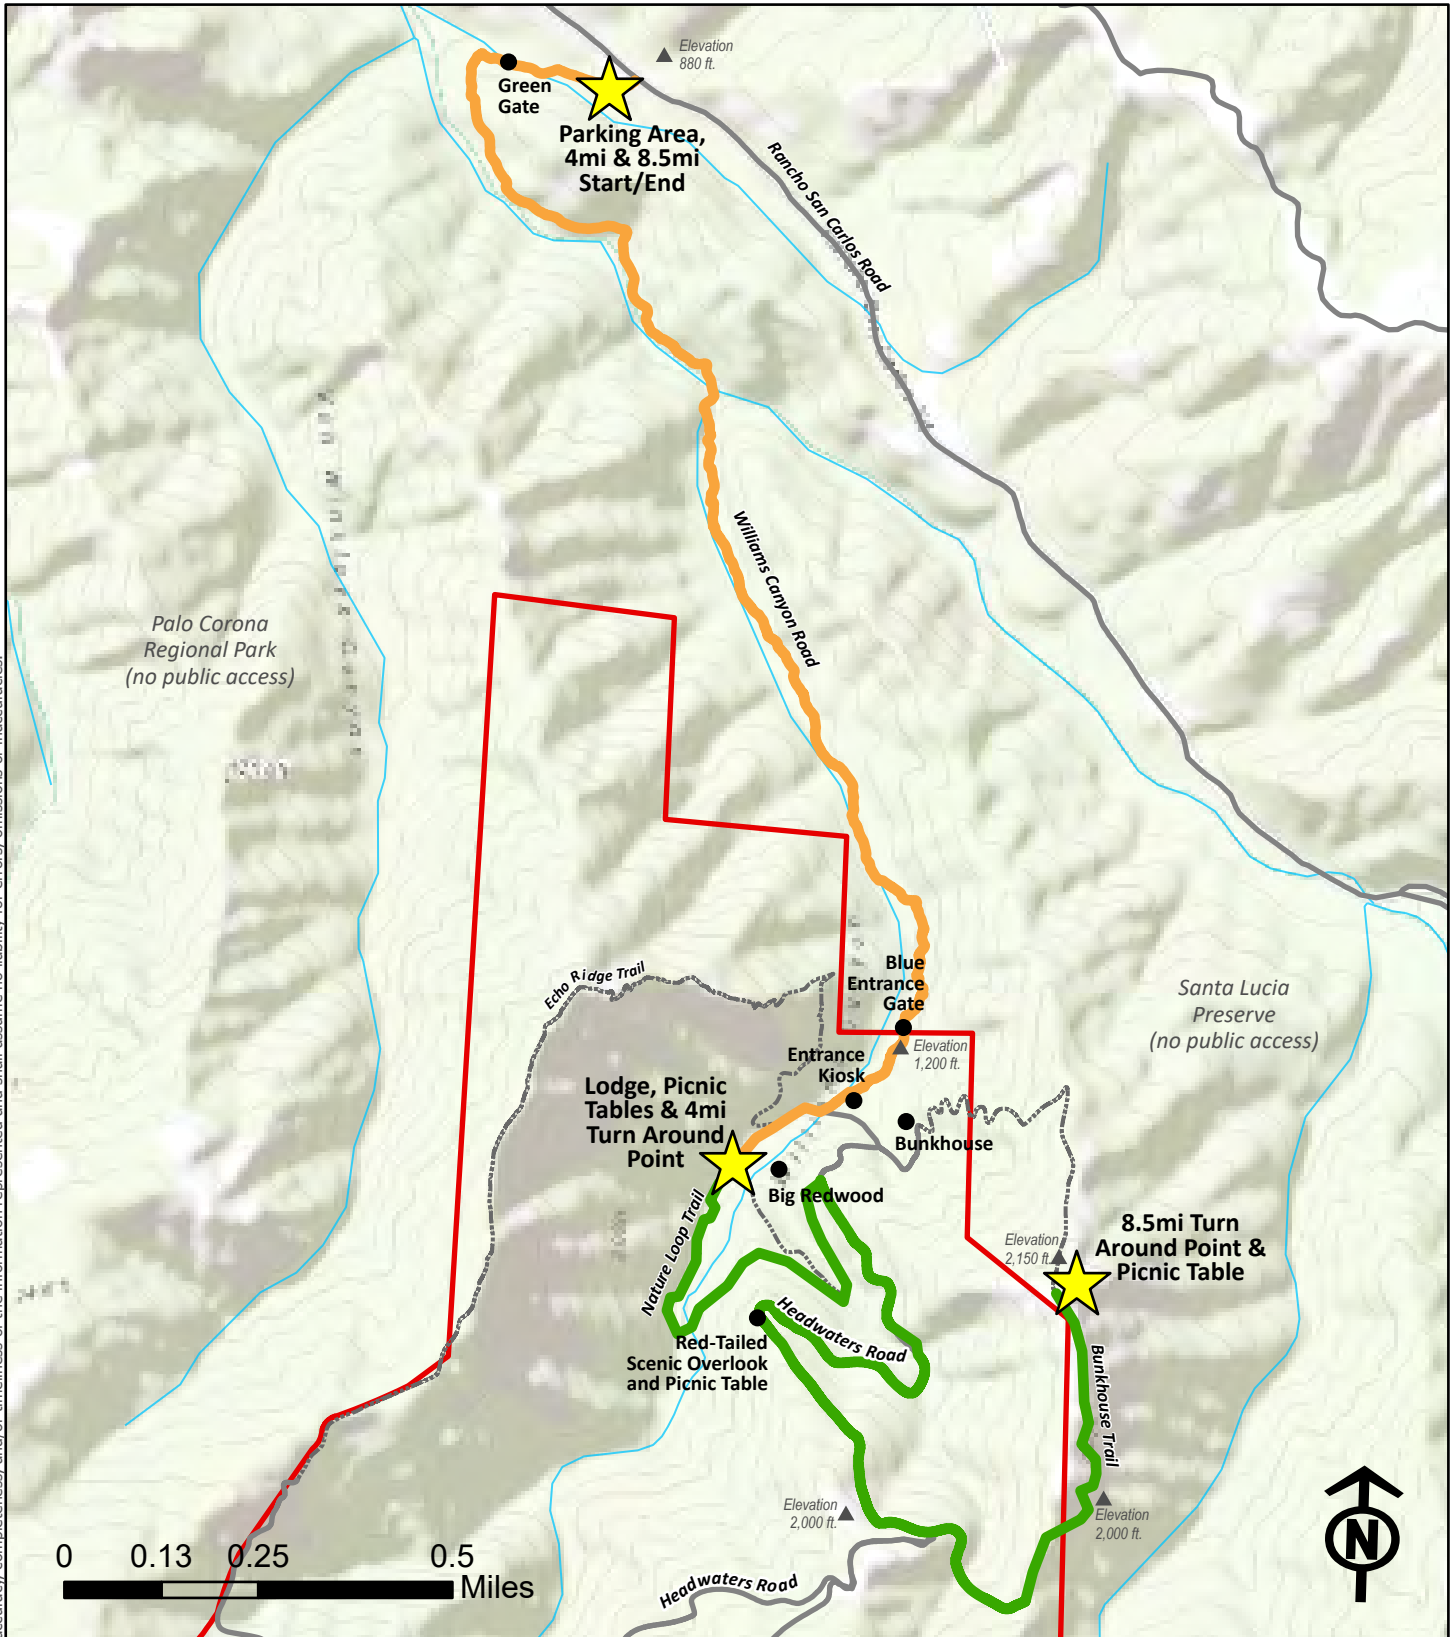 Elevation
880 ft.
Green
Gate
Parking Area,
4mi & 8.5mi
Start/End
Rancho San Carlos Road
Williams Canyon Road
Palo Corona
Regional Park
(no public access)
Blue
Entrance
Gate
Echo Ridge Trail
Santa Lucia
Preserve
(no public access)
Elevation
1,200 ft.
Entrance
Kiosk
Lodge, Picnic
Tables & 4mi
Turn Around
Point
Bunkhouse
Big Redwood
Nature Loop Trail
8.5mi Turn
Around Point &
Picnic Table
Elevation
2,150 ft.
Headwaters Road
Red-Tailed
Scenic Overlook
and Picnic Table
Bunkhouse Trail
Elevation
2,000 ft.
Elevation
2,000 ft.
Headwaters Road
0 0.13 0.25 0.5
Miles
N